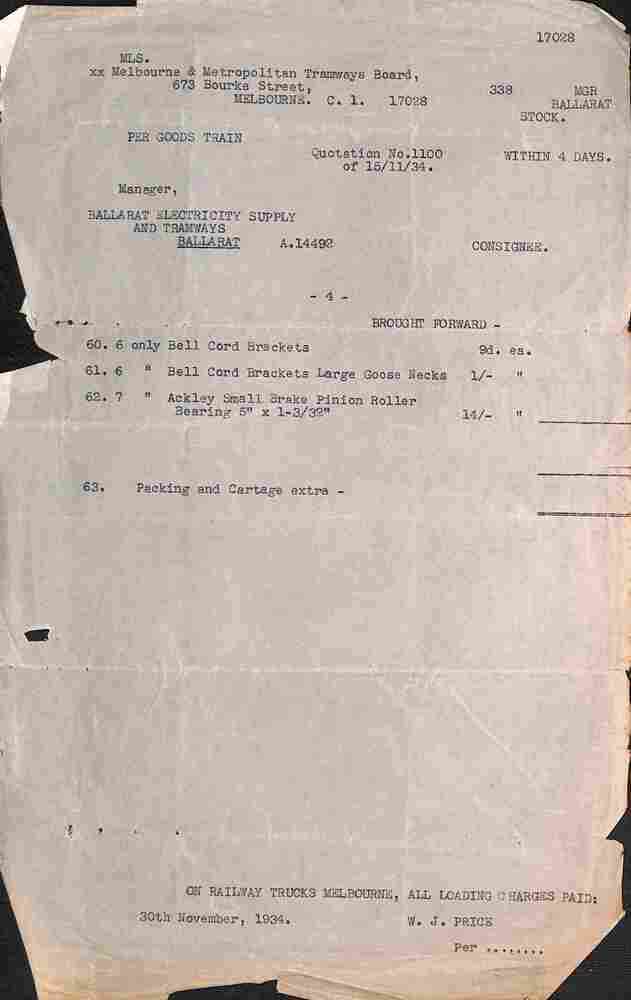 17028
MLS.
xx Melbourne & Metropolitan Tramways Board,
673 Bourke Street, 338 MGR
MELBOURNE. C. 1. 17028 BALLARAT
STOCK.
PER GOODS TRAIN
Quotation No.1100 WITHIN 4 DAYS.
of 15/11/34.
Manager,
BALLARAT ELECTRICITY SUPPLY
AND TRAMWAYS
BALLARAT A.14492 CONSIGNEE.
- 4 -
BROUGHT FORWARD -
60. 6 only Bell Cord Brackets 9d. ea.
61. 6 " Bell Cord Brackets Large Goose Necks 1/- "
62. 7 " Ackley Small Brake Pinion Roller
Bearing 5" x 1-3/32" 14/- "
63. Packing and Cartage extra -
ON RAILWAY TRUCKS MELBOURNE, ALL LOADING CHARGES PAID:
30th November, 1934. W. J. PRICE
Per ........